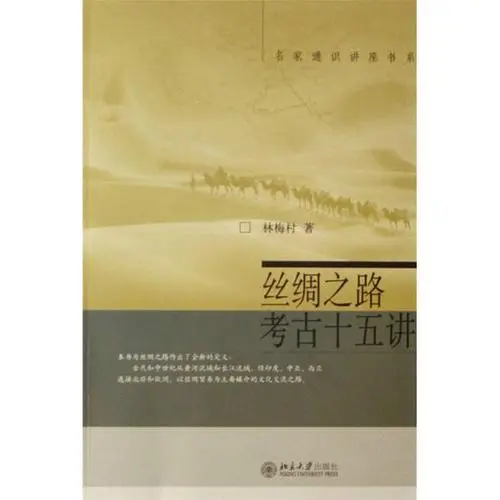 名家通识讲座书系
□ 林梅村 著
丝绸之路
考古十五讲
本书为丝绸之路作出了全新的定义:
古代和中世纪从黄河流域和长江流域,经印度、中亚、西亚
连接北非和欧洲,以丝绸贸易为主要媒介的文化交流之路。
北京大学出版社